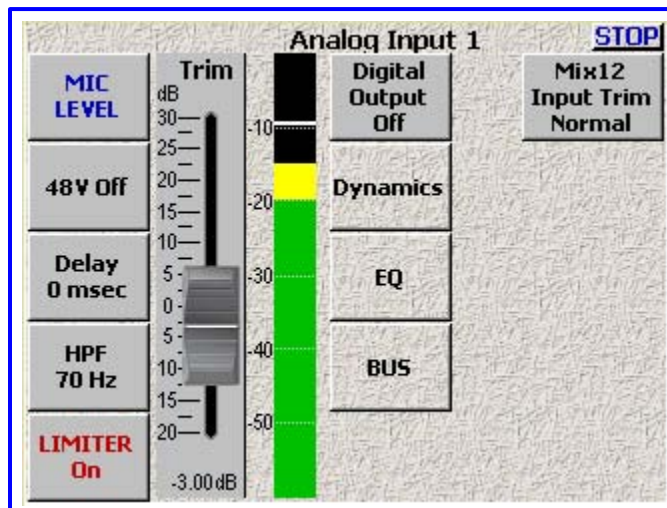 Analog Input 1
STOP
MIC
LEVEL
48V Off
Delay
0 msec
HPF
70 Hz
LIMITER
On
Trim
dB
30
25
20
15
10
5
0
5
10
15
20
-3.00dB
-10
-20
-30
-40
-50
Digital
Output
Off
Dynamics
EQ
BUS
Mix12
Input Trim
Normal